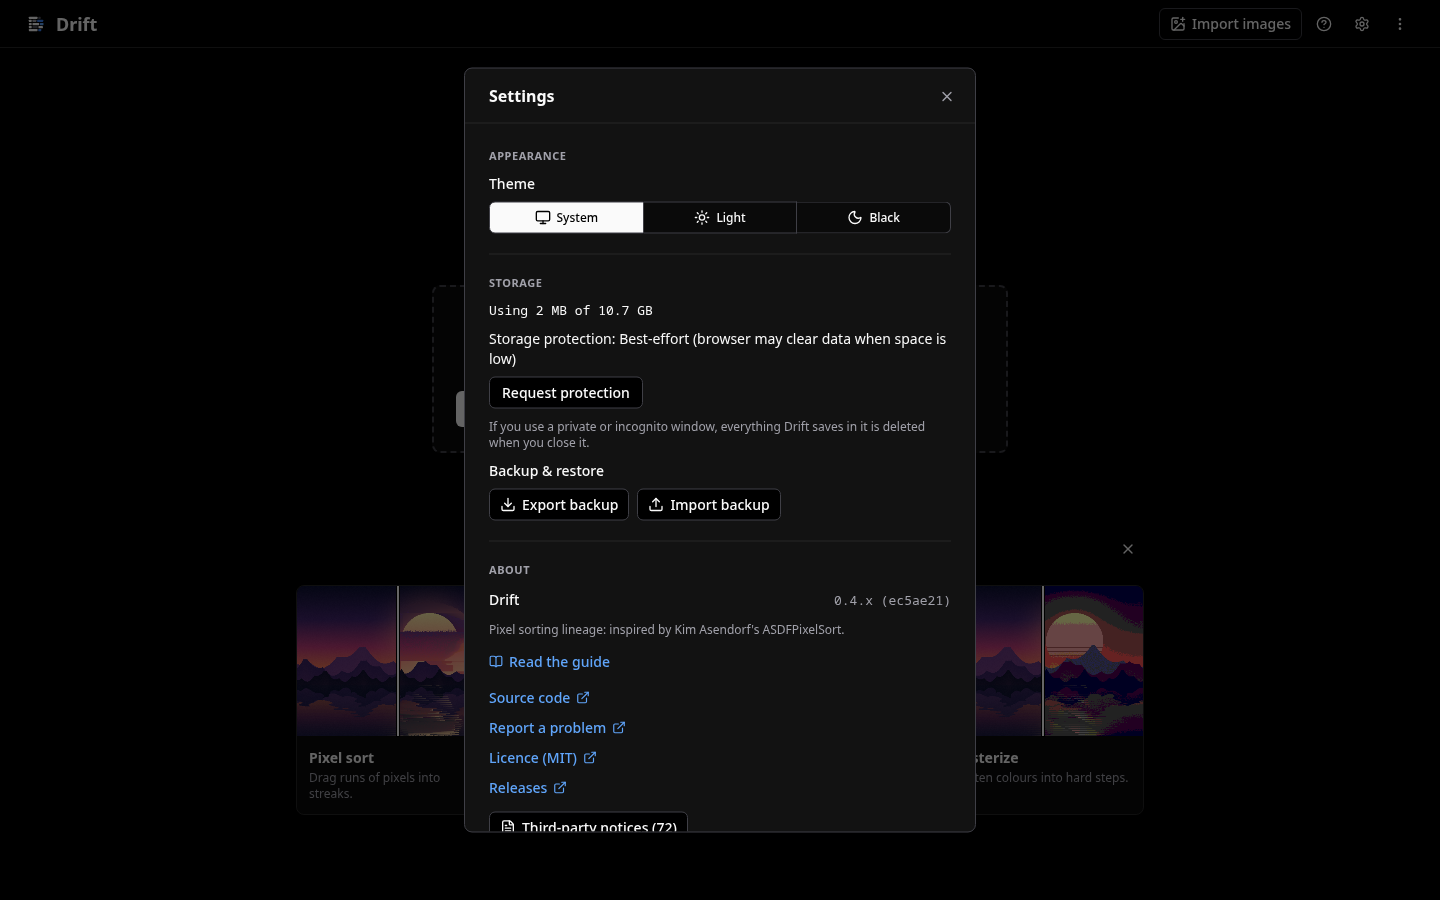 Drift
Import images
Settings
APPEARANCE
Theme
System
Light
Black
STORAGE
Using 2 MB of 10.7 GB
Storage protection: Best-effort (browser may clear data when space is
low)
Request protection
If you use a private or incognito window, everything Drift saves in it is deleted
when you close it.
Backup & restore
Export backup
Import backup
ABOUT
Drift
0.4.x (ec5ae21)
Pixel sorting lineage: inspired by Kim Asendorf's ASDFPixelSort.
Read the guide
Source code
Report a problem
Licence (MIT)
Releases
Third-party notices (72)
Pixel sort
Drag runs of pixels into
streaks.
colours into hard steps.